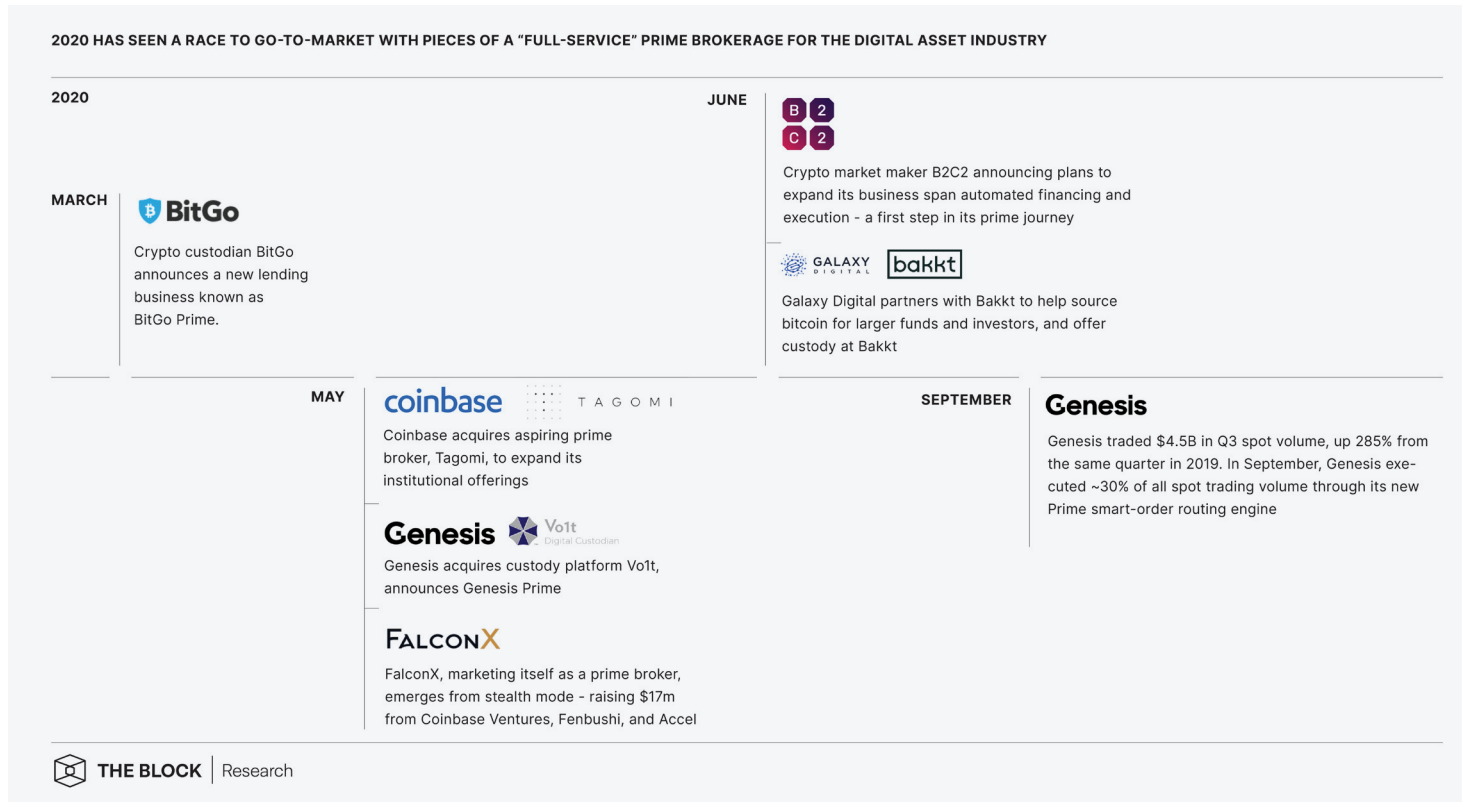 2020 HAS SEEN A RACE TO GO-TO-MARKET WITH PIECES OF A “FULL-SERVICE” PRIME BROKERAGE FOR THE DIGITAL ASSET INDUSTRY
2020
MARCH
BitGo
Crypto custodian BitGo
announces a new lending
business known as
BitGo Prime.
MAY
coinbase
TAGOMI
Coinbase acquires aspiring prime
broker, Tagomi, to expand its
institutional offerings
Genesis
Vo1t
Digital Custodian
Genesis acquires custody platform Vo1t,
announces Genesis Prime
FALCONX
FalconX, marketing itself as a prime broker,
emerges from stealth mode - raising $17m
from Coinbase Ventures, Fenbushi, and Accel
JUNE
B2
C2
Crypto market maker B2C2 announcing plans to
expand its business span automated financing and
execution - a first step in its prime journey
GALAXY
DIGITAL
bakkt
Galaxy Digital partners with Bakkt to help source
bitcoin for larger funds and investors, and offer
custody at Bakkt
SEPTEMBER
Genesis
Genesis traded $4.5B in Q3 spot volume, up 285% from
the same quarter in 2019. In September, Genesis exe-
cuted ~30% of all spot trading volume through its new
Prime smart-order routing engine
THE BLOCK | Research